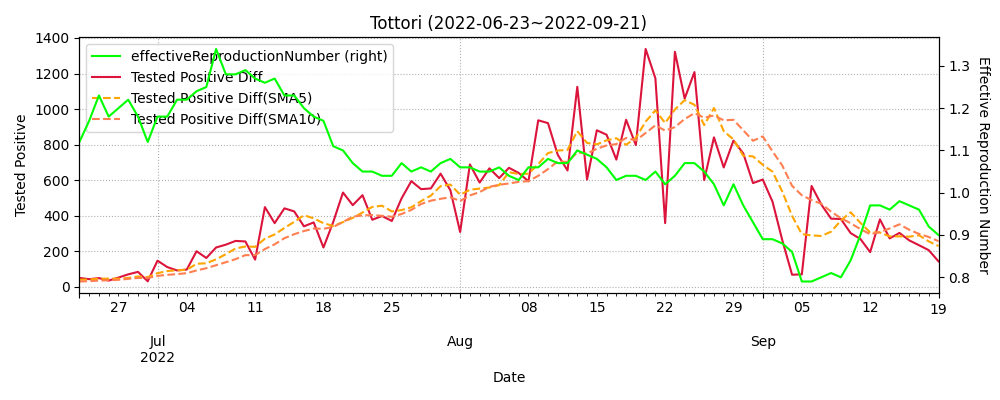 Tottori (2022-06-23~2022-09-21)
effectiveReproductionNumber (right)
Tested Positive Diff
Tested Positive Diff(SMA5)
Tested Positive Diff(SMA10)
Tested Positive
1400
1200
1000
800
600
400
200
0
Effective Reproduction Number
1.3
1.2
1.1
1.0
0.9
0.8
27 04 11 18 25 08 15 22 29 05 12 19
Jul Aug Sep
2022
Date